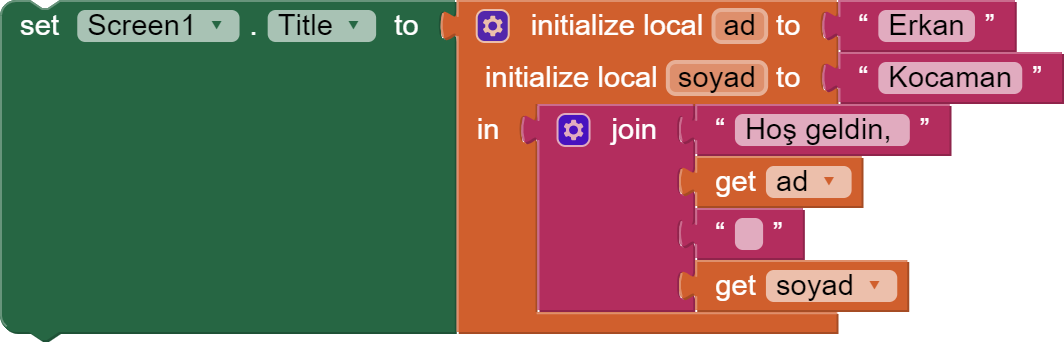 set Screen1 . Title to initialize local ad to “ Erkan ”
initialize local soyad to “ Kocaman ”
in join “ Hoş geldin, ”
get ad
“ ”
get soyad